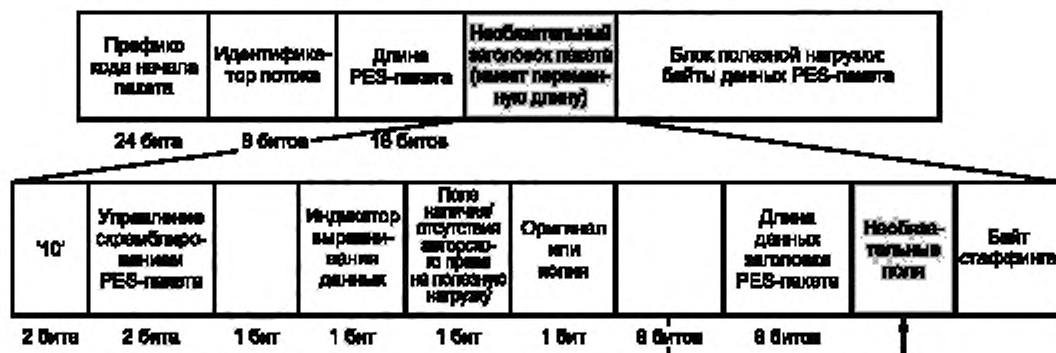 Префикс
кода начала
пакета
Идентифика-
тор потока
Длина
PES-пакета
Необязательный
заголовок пакета
(имеет перемен-
ную длину)
Блок полезной нагрузки:
байты данных PES-пакета
24 бита
8 битов
16 битов
'10'
Управление
скремблиро-
ванием
PES-пакета
Индикатор
выравни-
вания
данных
Поле
наличия/
отсутствия
авторско-
го права
на полезную
нагрузку
Оригинал
или
копия
Длина
данных
заголовка
PES-пакета
Необяза-
тельные
поля
Байт
стаффинга
2 бита
2 бита
1 бит
1 бит
1 бит
1 бит
8 битов
8 битов